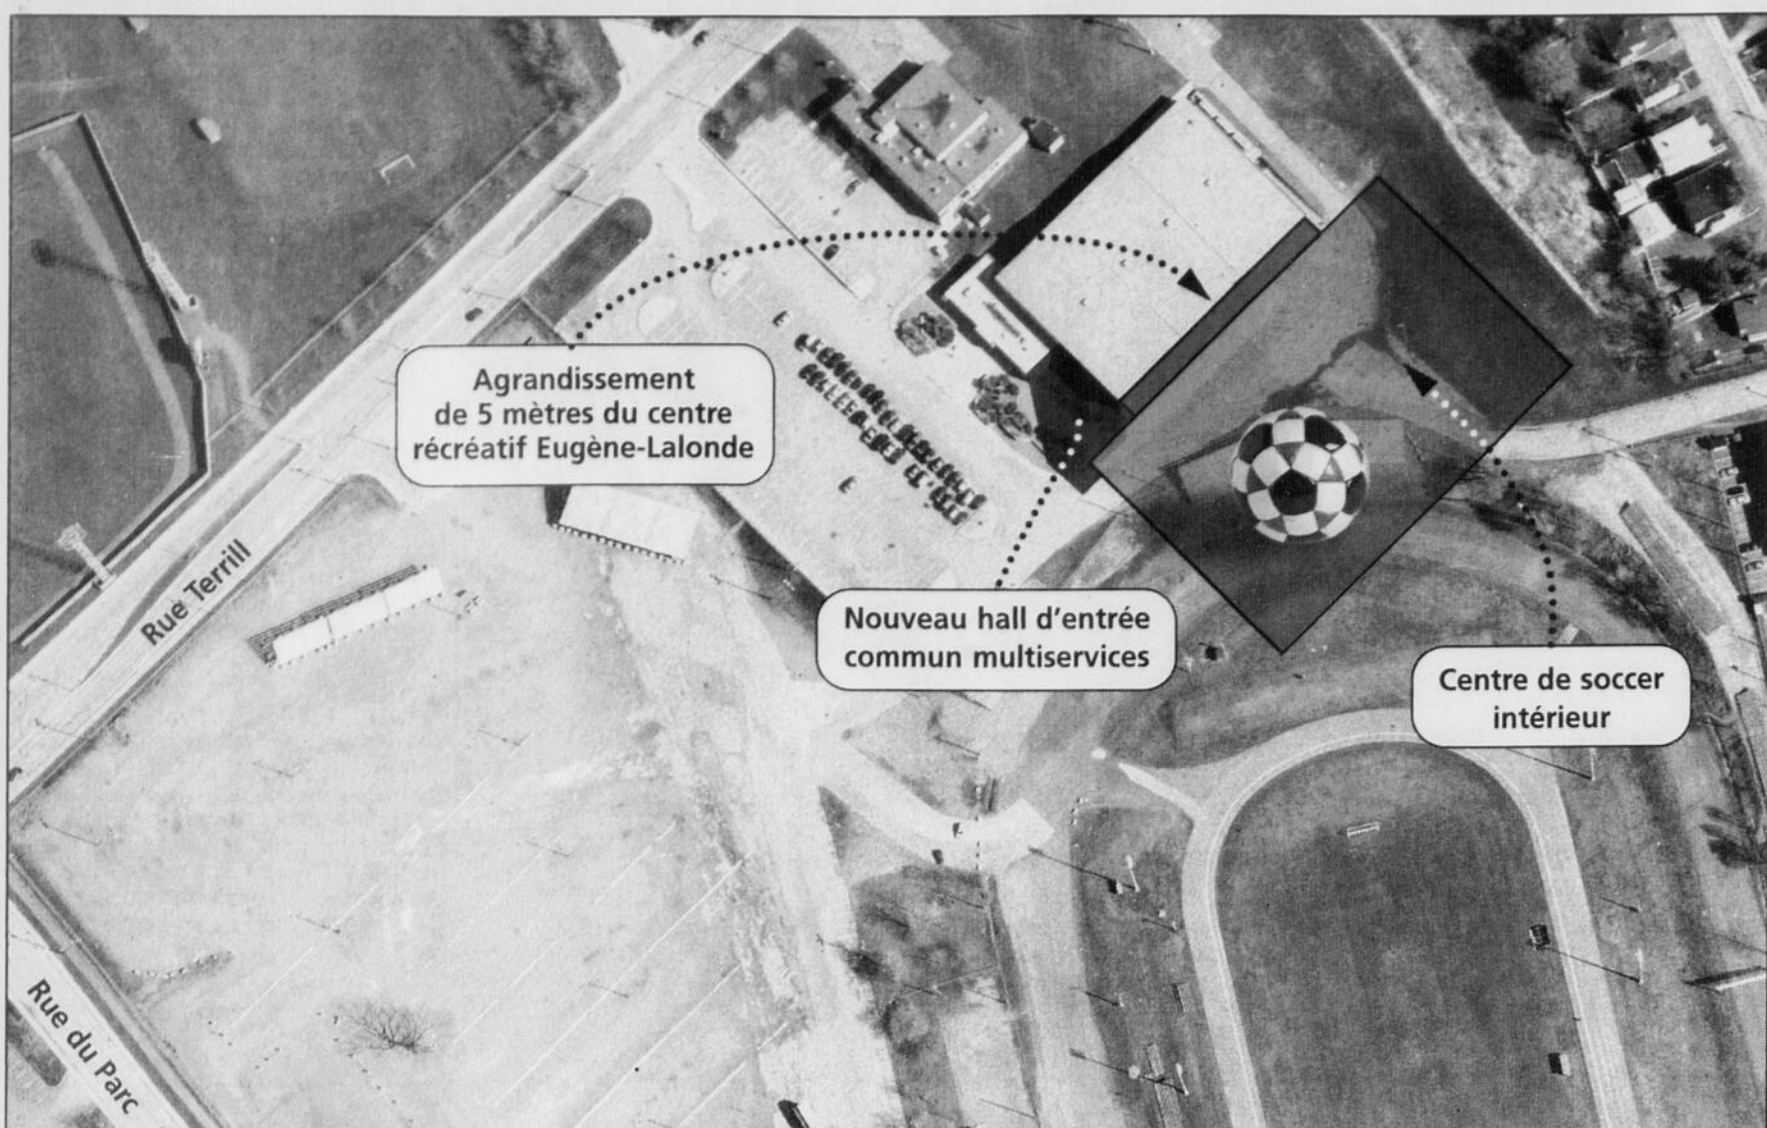 Agrandissement
de 5 mètres du centre
récréatif Eugène-Lalonde
Rue Terrill
Nouveau hall d'entrée
commun multiservices
Centre de soccer
intérieur
Rue du Parc